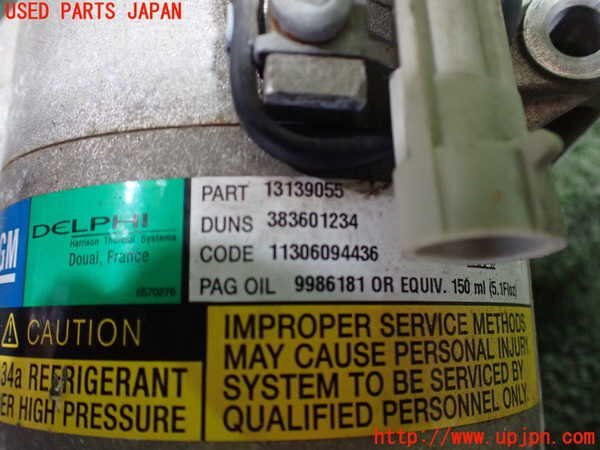 USED PARTS JAPAN
PART 13139055
DELPHI
Harrison Thermal Systems
Douai, France
DUNS 383601234
CODE 11306094436
GM
PAG OIL 9986181 OR EQUIV. 150 ml (5.1Floz)
6570276
CAUTION
34a REFRIGERANT
ER HIGH PRESSURE
IMPROPER SERVICE METHODS
MAY CAUSE PERSONAL INJURY
SYSTEM TO BE SERVICED BY
QUALIFIED PERSONNEL ONLY.
http://www.upjpn.com/